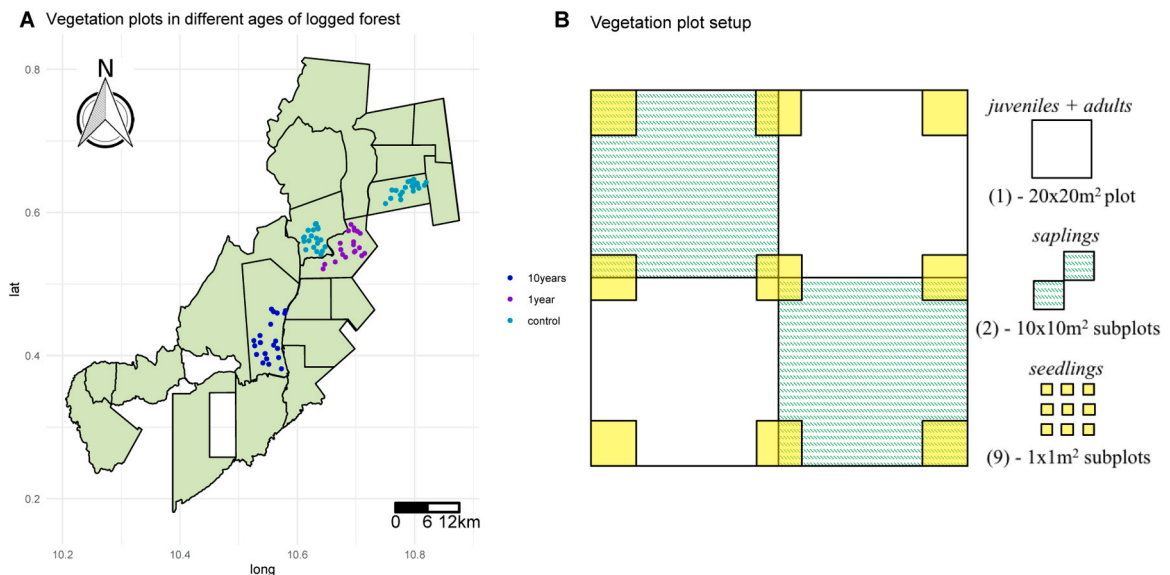 A Vegetation plots in different ages of logged forest
N
0.8
0.6
0.4
0.2
lat
10.2 10.4 10.6 10.8
long
0 6 12km
10years
1year
control
B Vegetation plot setup
juveniles + adults
(1) - 20x20m² plot
saplings
(2) - 10x10m² subplots
seedlings
(9) - 1x1m² subplots